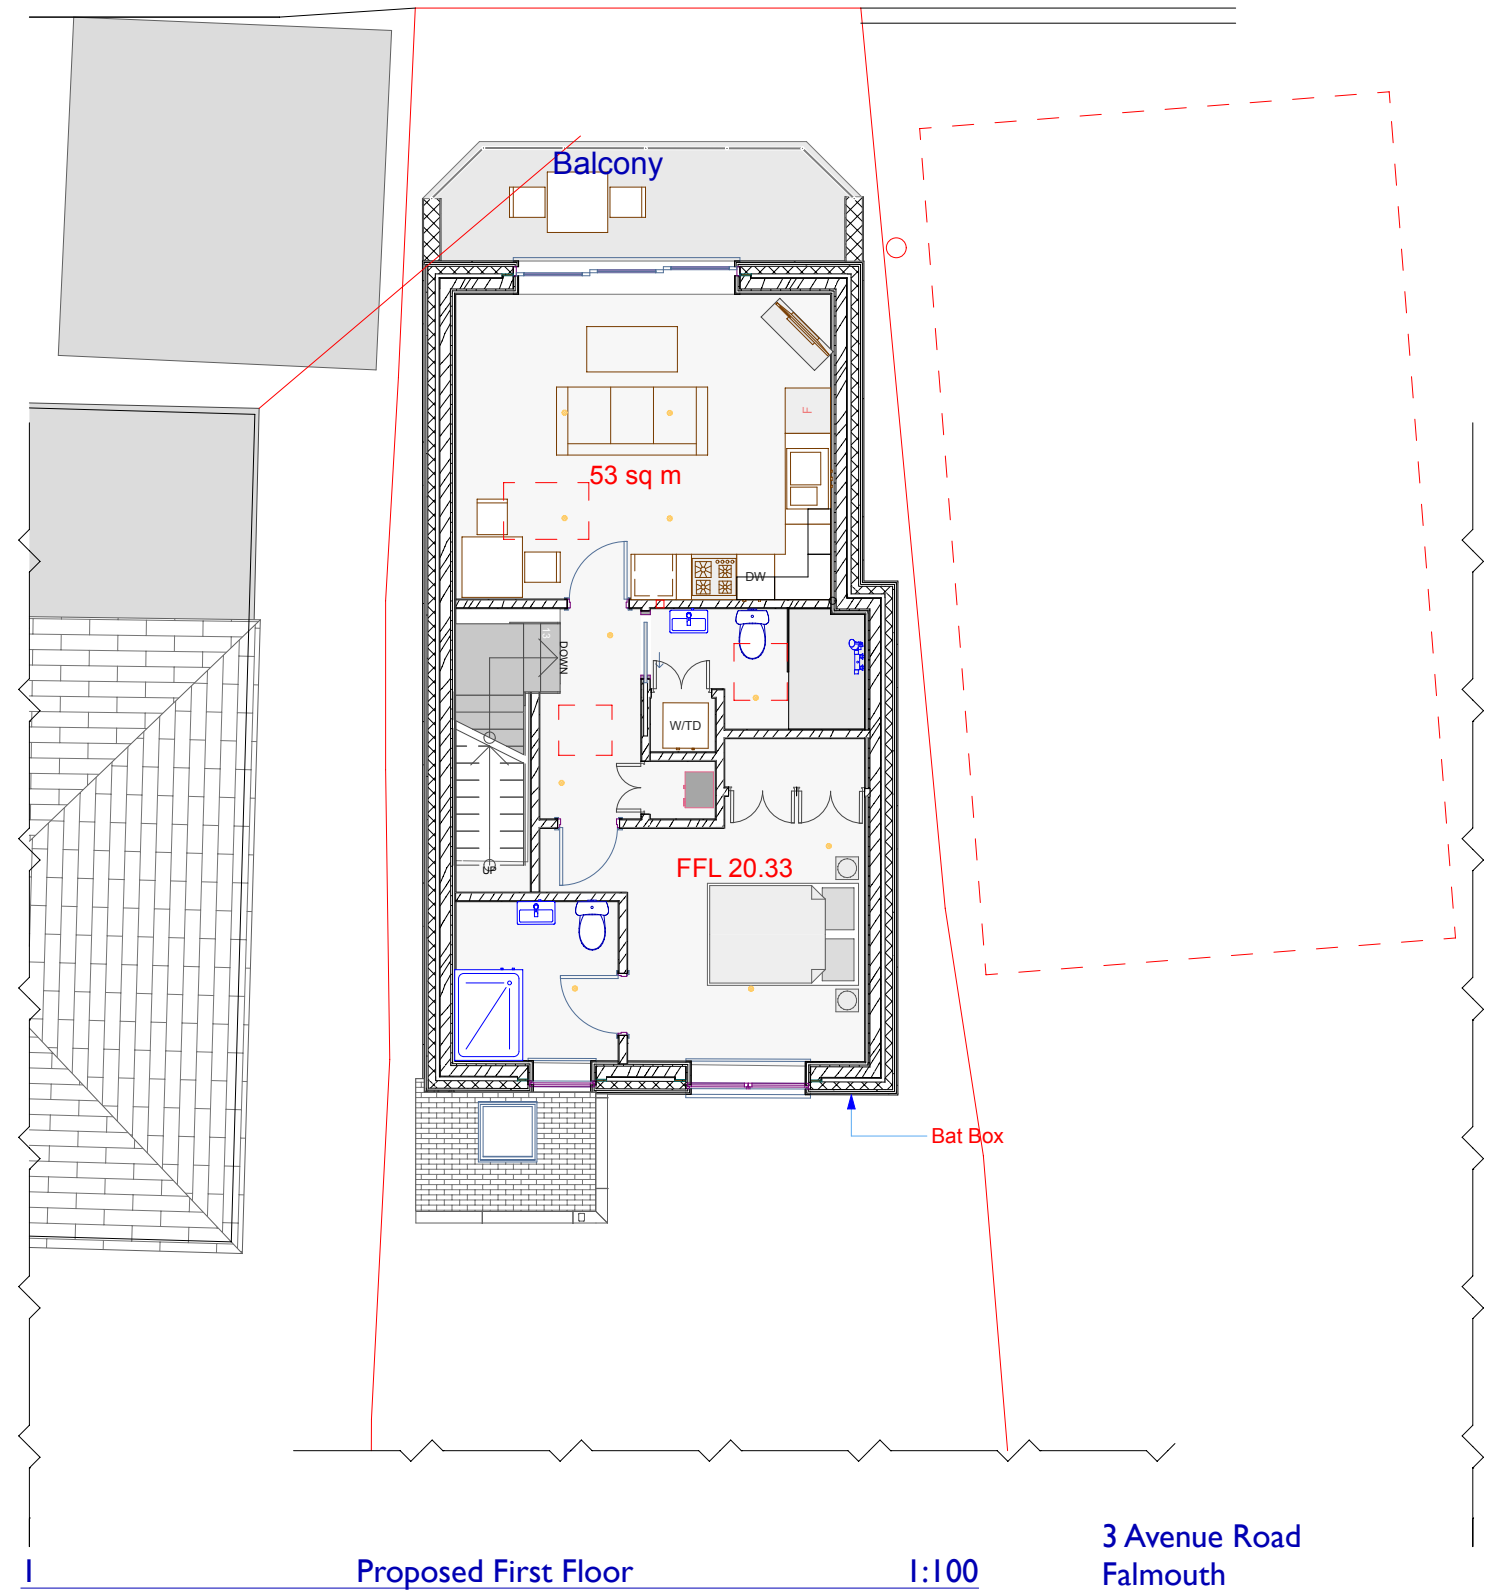 Balcony
F
53 sq m
DW
13
DOWN
W/TD
UP
FFL 20.33
Bat Box
1
Proposed First Floor
1:100
3 Avenue Road
Falmouth